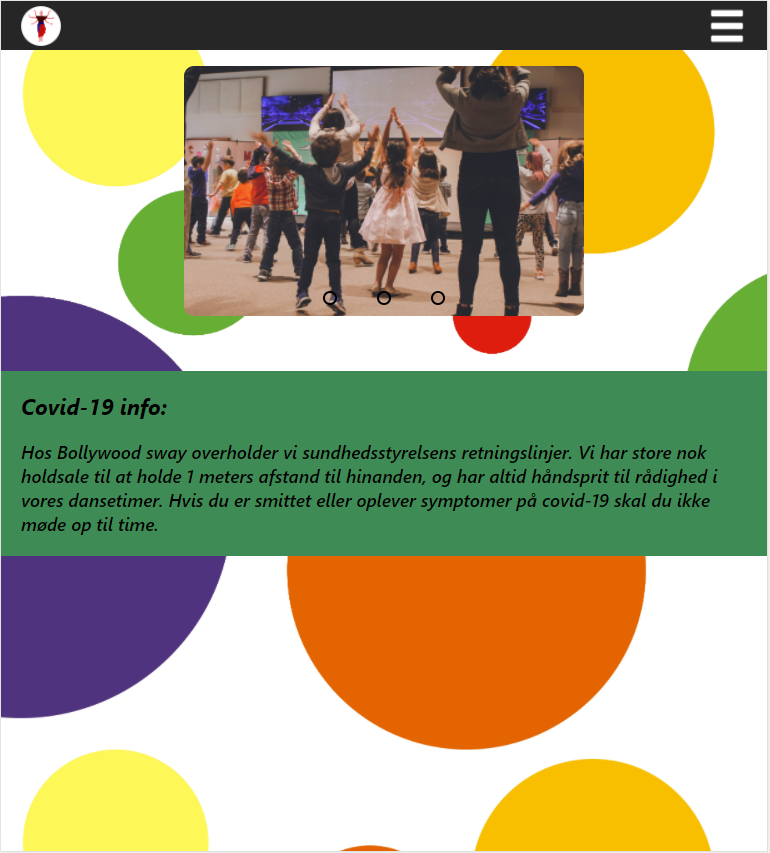 Covid-19 info:
Hos Bollywood sway overholder vi sundhedsstyrelsens retningslinjer. Vi har store nok
holdsale til at holde 1 meters afstand til hinanden, og har altid håndsprit til rådighed i
vores dansetimer. Hvis du er smittet eller oplever symptomer på covid-19 skal du ikke
møde op til time.